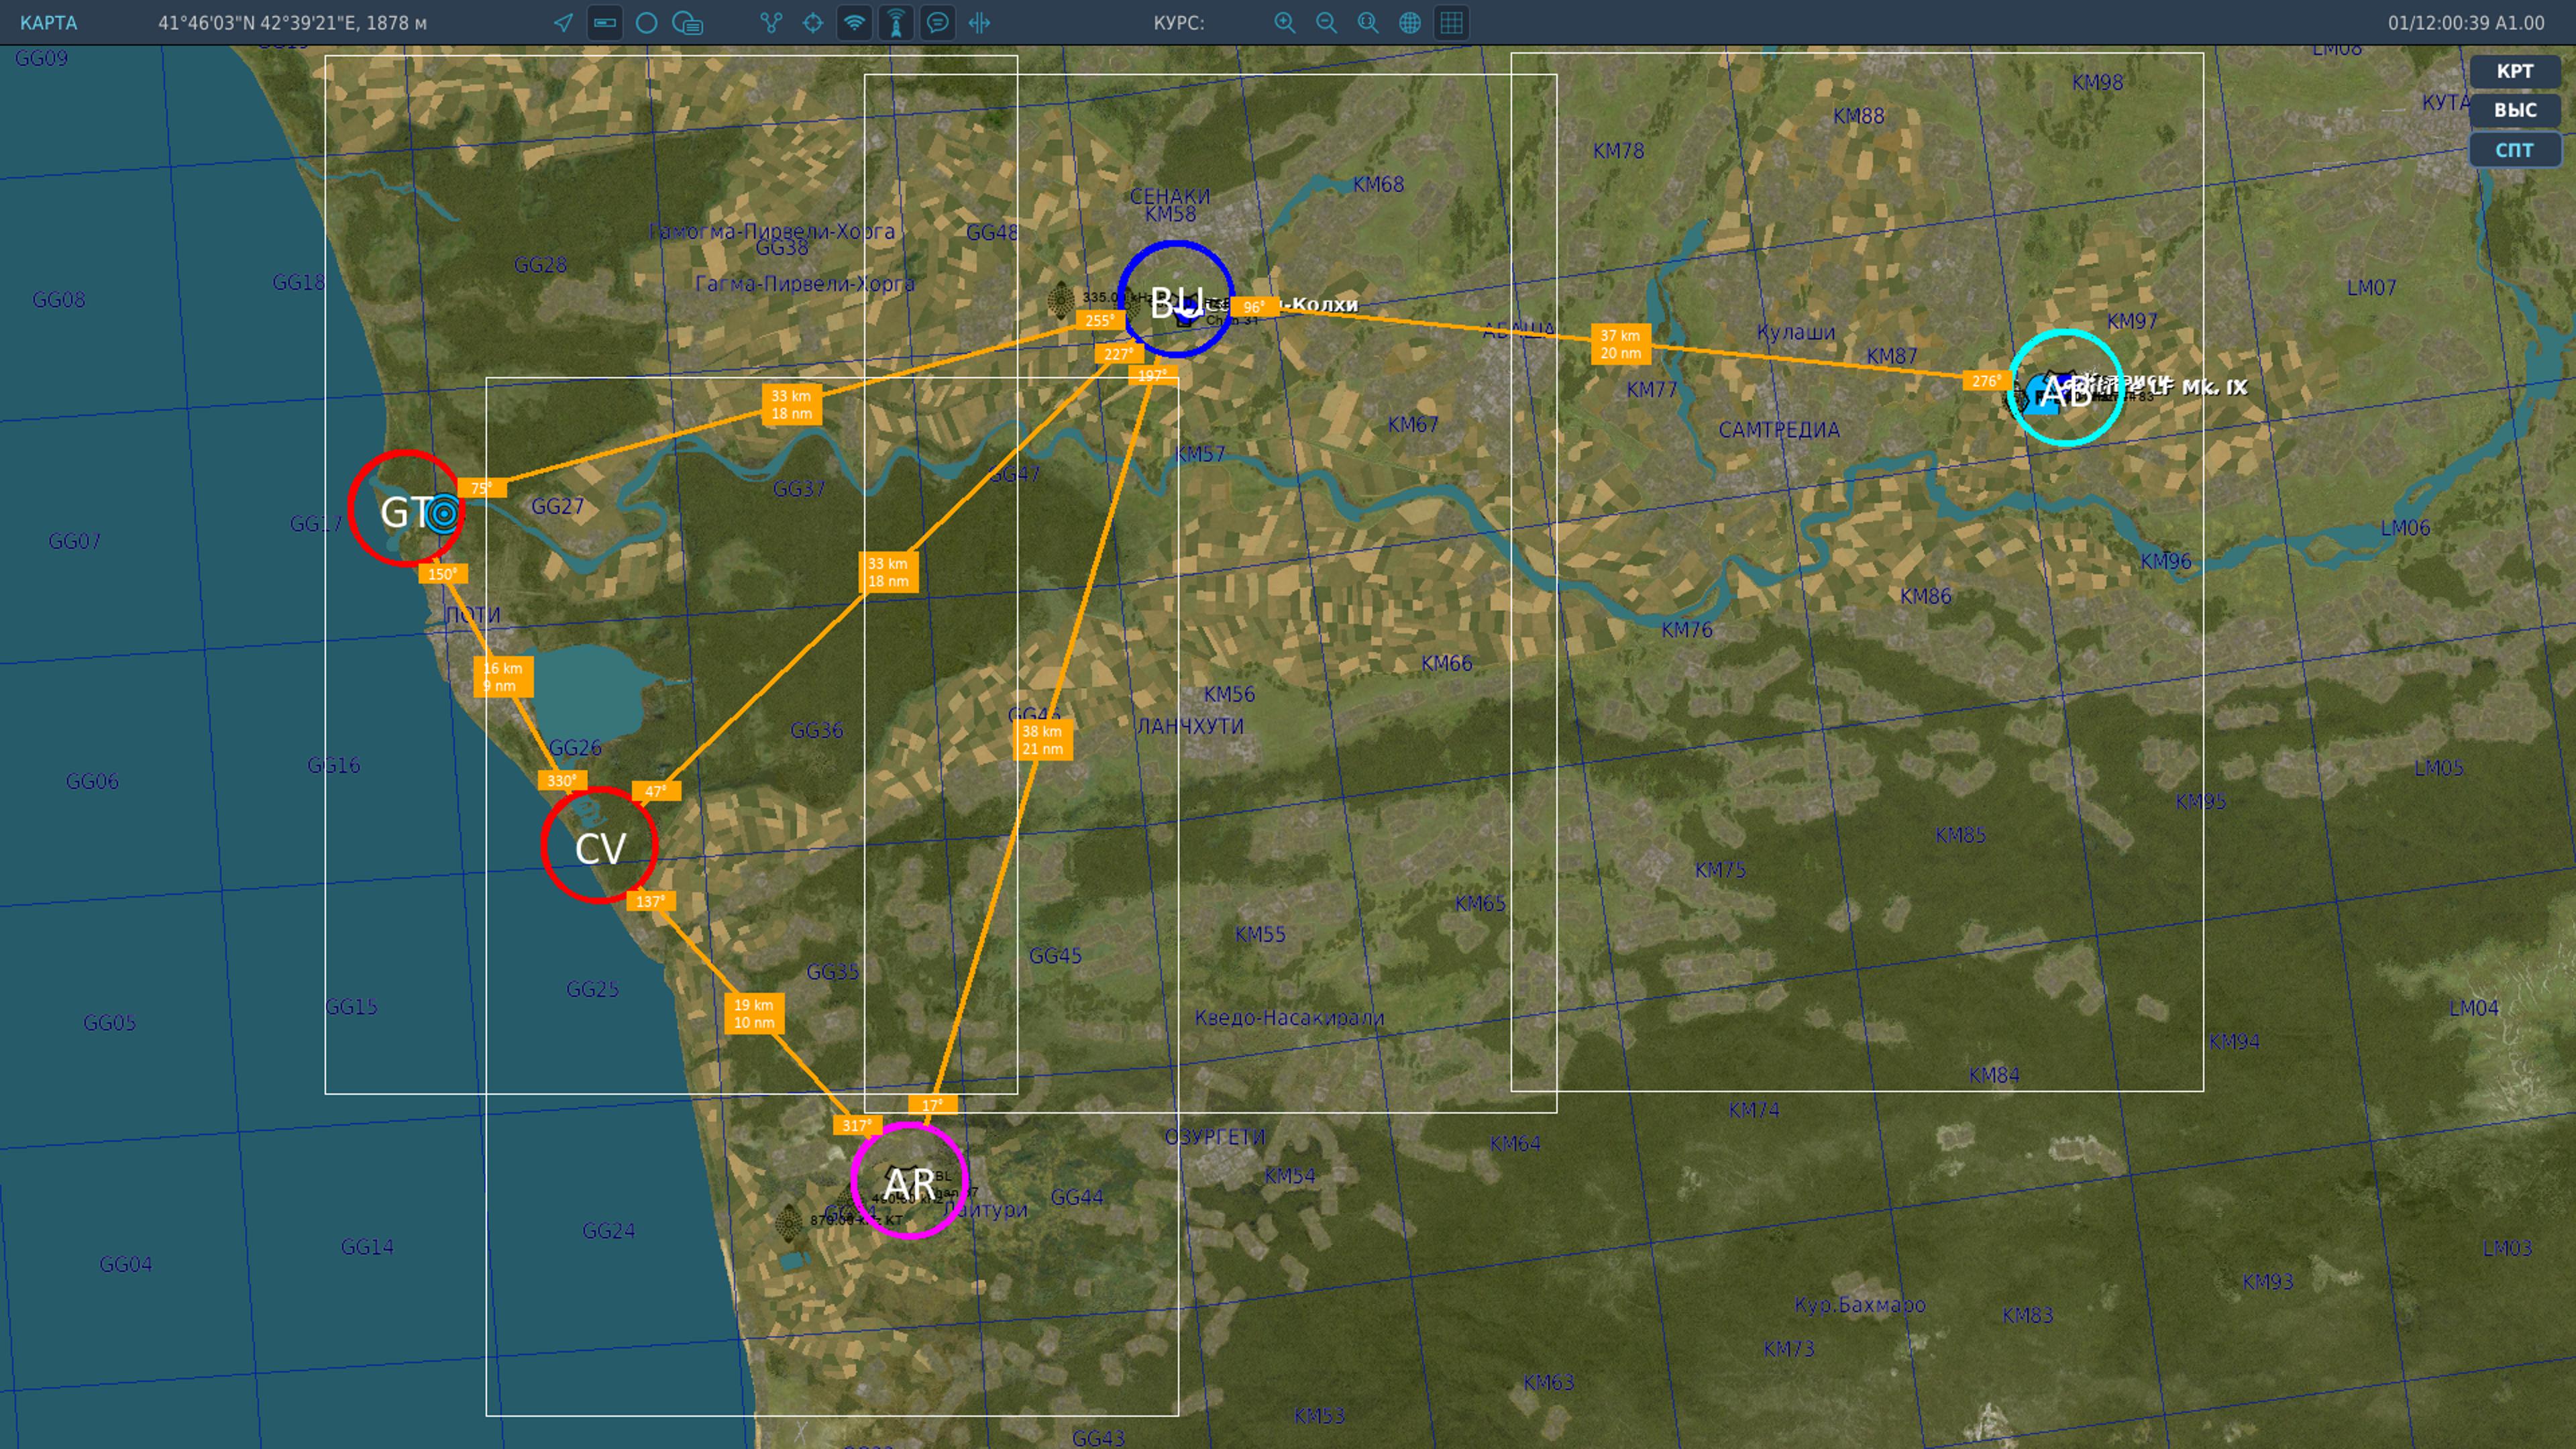 КАРТА
41°46'03"N 42°39'21"E, 1878 м
КУРС:
01/12:00:39 A1.00
КРТ
ВЫС
СПТ
GG09
KM98
LM08
KM88
KM78
KM68
СЕНАКИ
KM58
Гамогма-Пирвели-Хорга
GG38
GG48
GG28
Гагма-Пирвели-Хорга
GG18
GG08
LM07
BU
96°
255°
227°
197°
KM97
АБАША
37 km
20 nm
Кулаши
KM87
276°
AB
LF Mk. IX
KM77
33 km
18 nm
KM67
САМТРЕДИА
KM57
GG47
75°
GG37
GG27
GT
GG17
GG07
LM06
KM96
150°
33 km
18 nm
KM86
ПОТИ
KM76
16 km
9 nm
KM66
KM56
38 km
21 nm
ЛАНЧХУТИ
GG36
GG26
GG16
GG06
330°
47°
LM05
KM95
CV
KM85
KM75
137°
KM65
KM55
GG45
GG35
GG25
GG15
GG05
19 km
10 nm
Кведо-Насакирали
LM04
KM94
KM84
KM74
17°
317°
ОЗУРГЕТИ
KM64
KM54
AR
GG44
GG24
GG14
GG04
LM03
KM93
Кур.Бахмаро
KM83
KM73
KM63
KM53
GG43